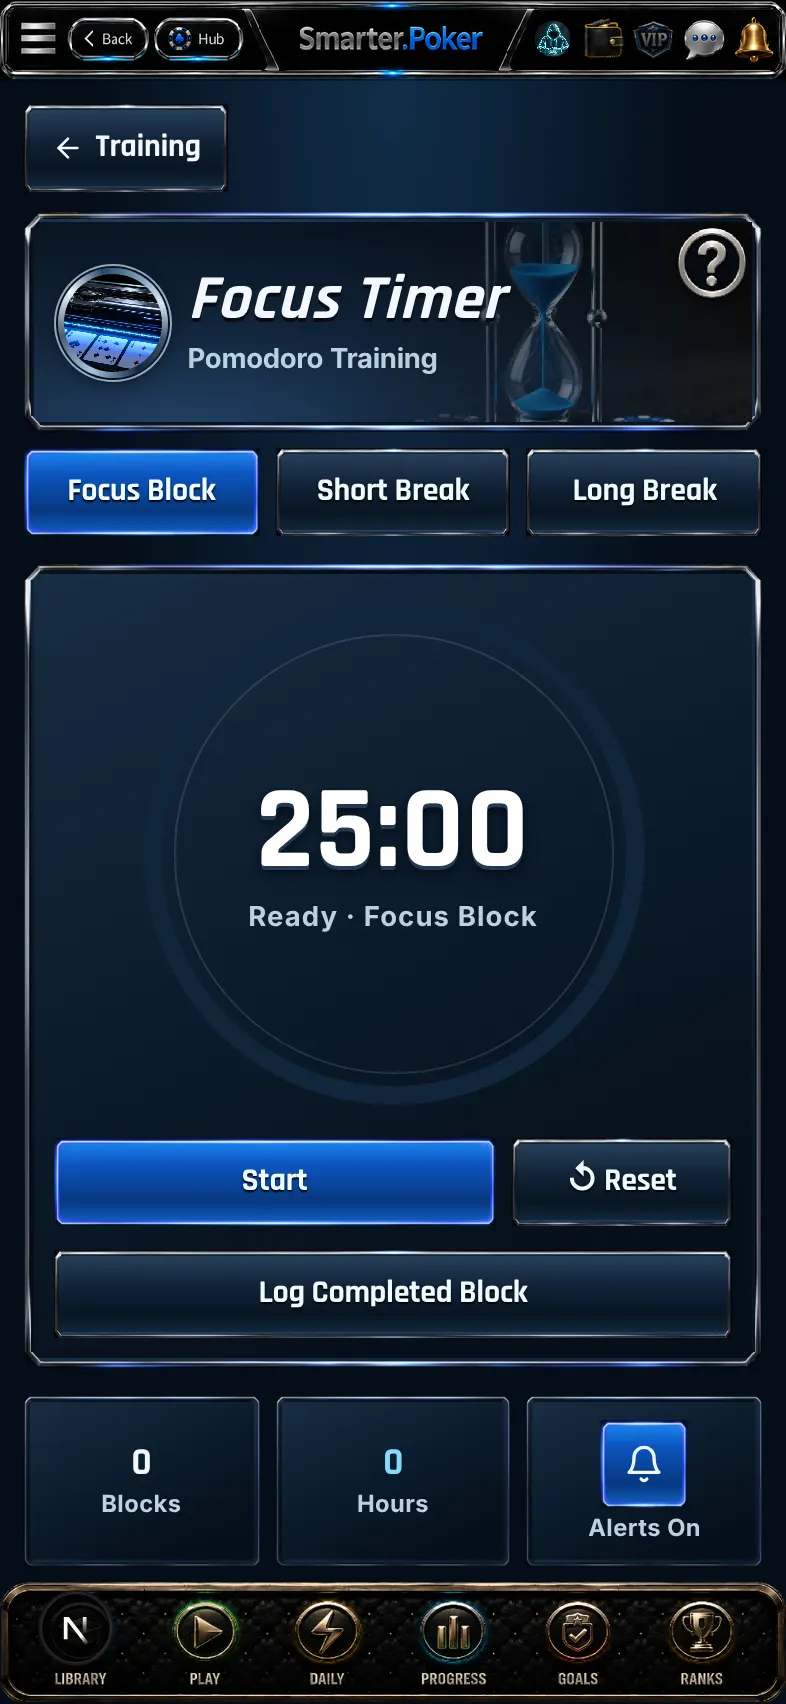 Back
Hub
Smarter.Poker
VIP
Training
?
Focus Timer
Pomodoro Training
Focus Block
Short Break
Long Break
25:00
Ready · Focus Block
Start
Reset
Log Completed Block
0
Blocks
0
Hours
Alerts On
N
LIBRARY
PLAY
DAILY
PROGRESS
GOALS
RANKS